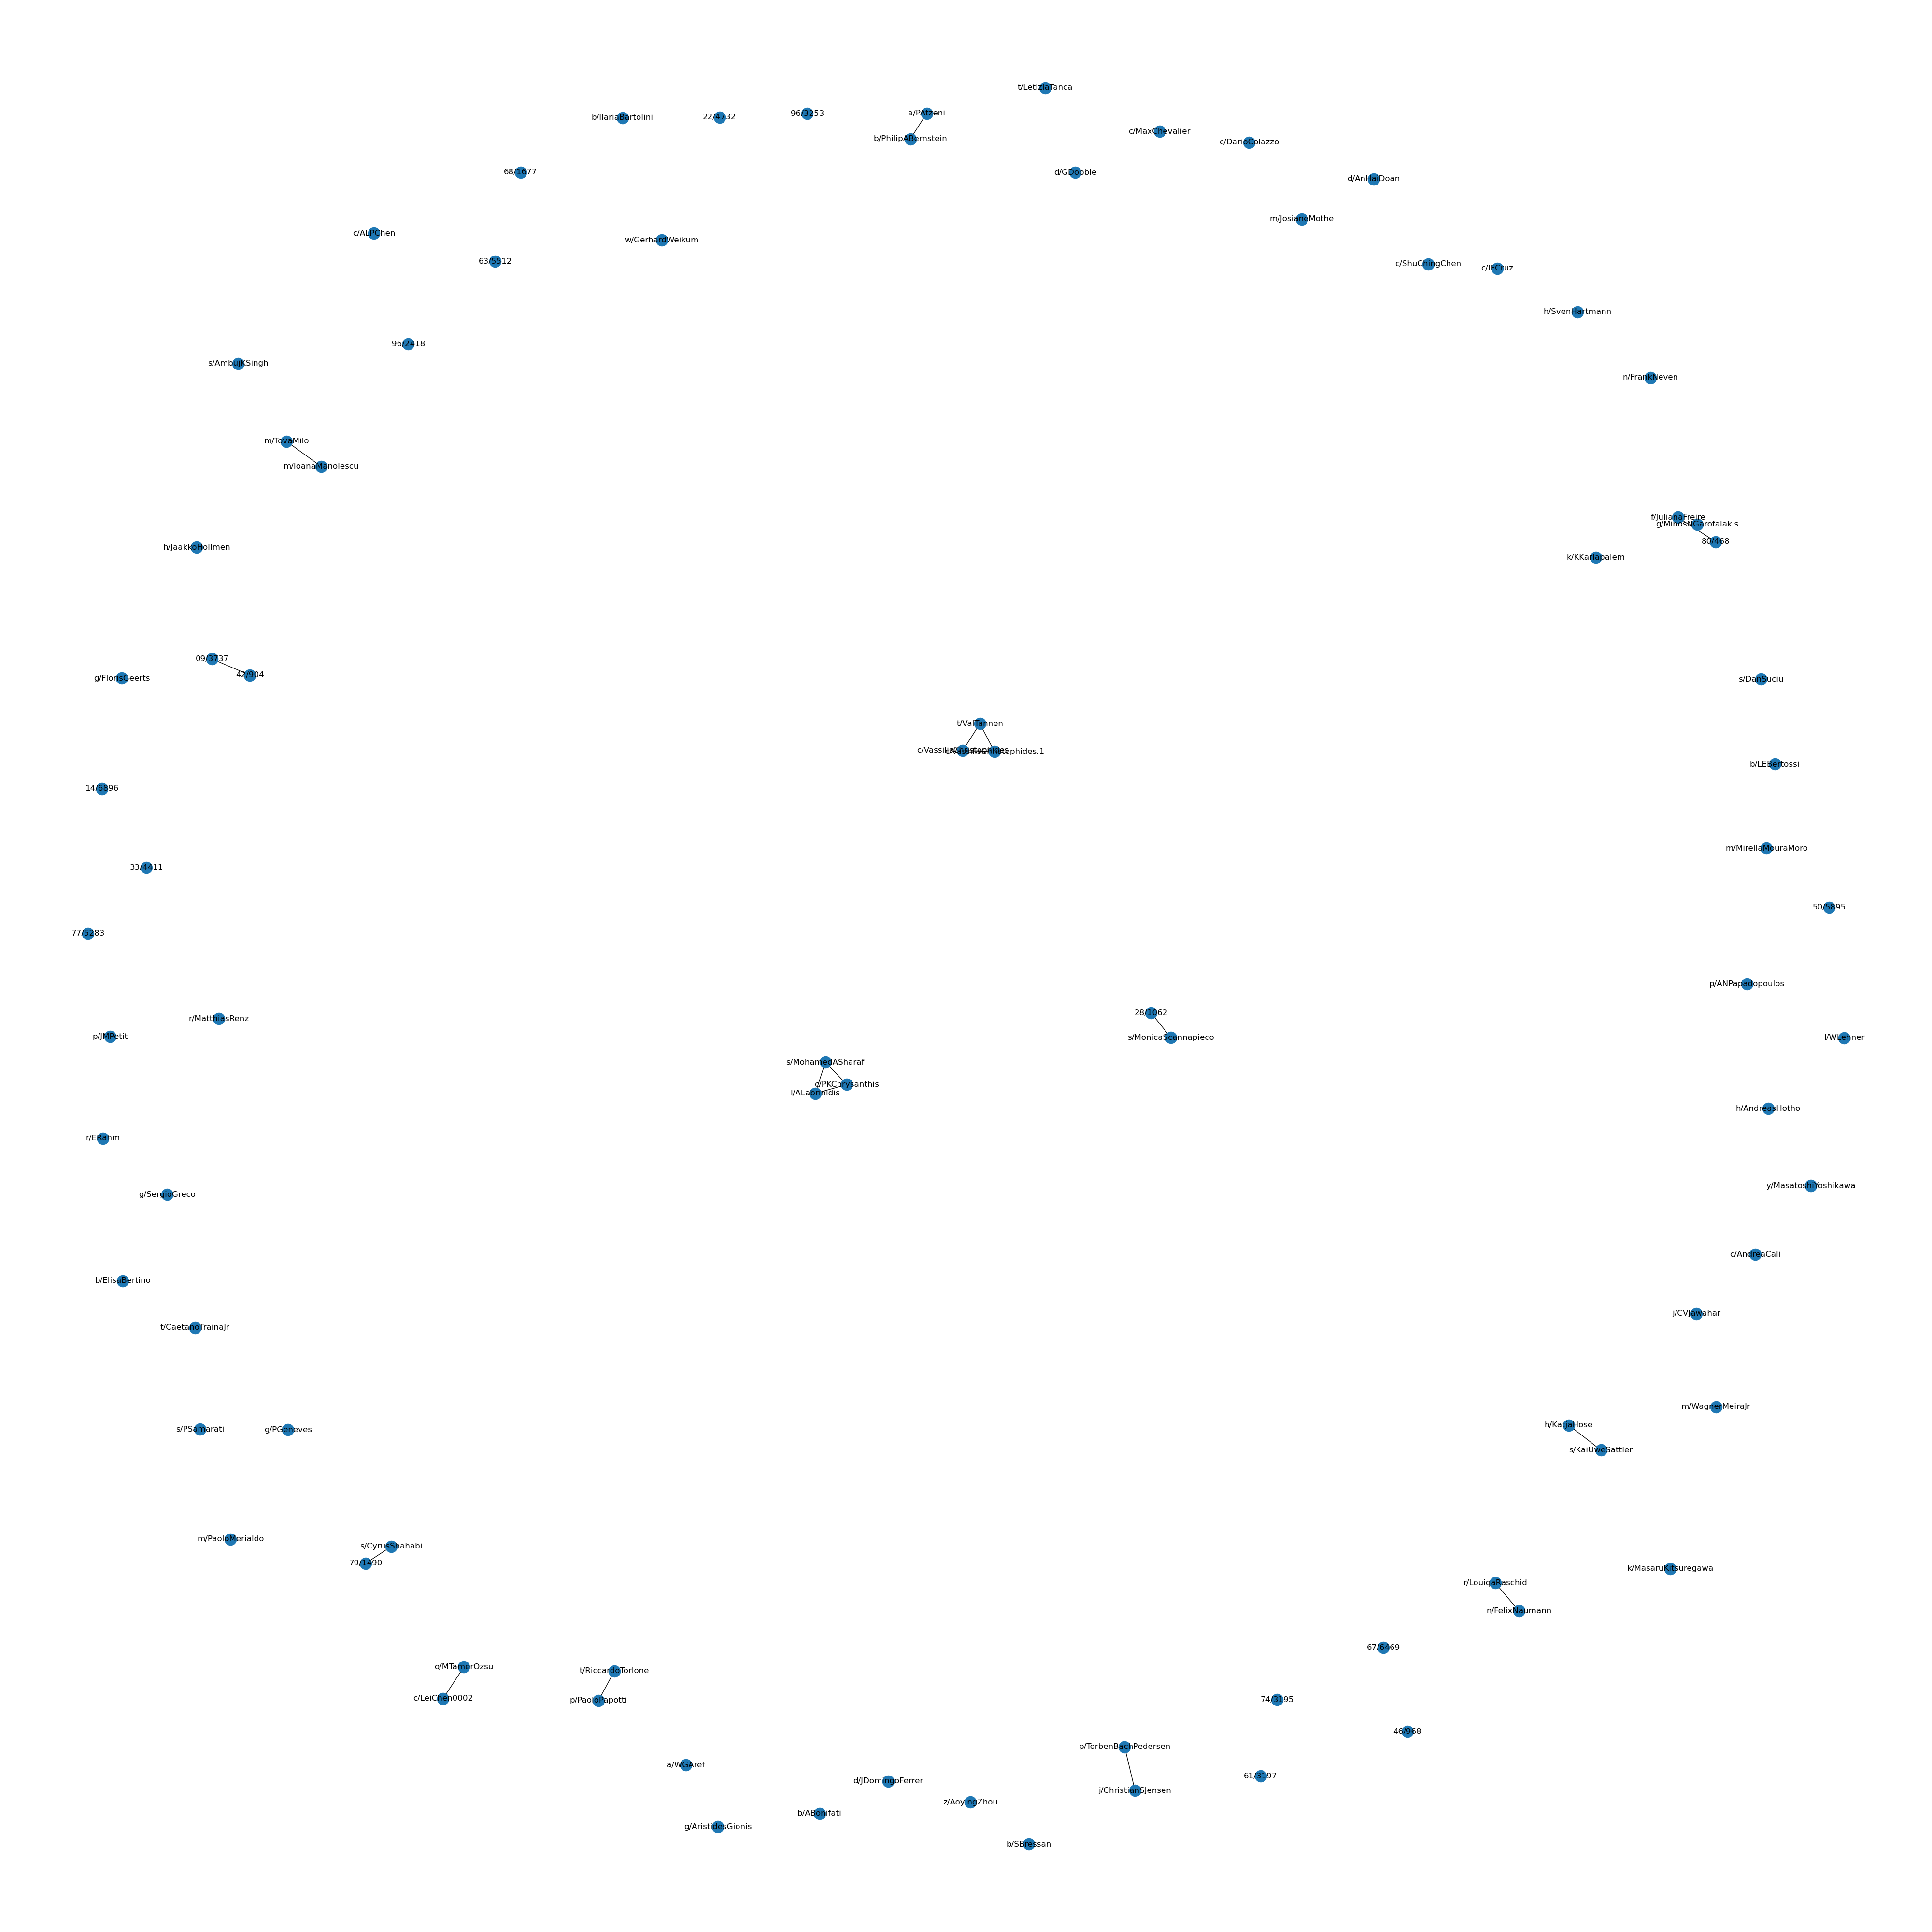 t/LetiziaTanca
a/PAtzeni
96/3253
22/4732
b/IlariaBartolini
c/MaxChevalier
b/PhilipABernstein
c/DarioColazzo
68/1677
d/GDobbie
d/AnHaiDoan
m/JosianeMothe
c/ALPChen
w/GerhardWeikum
63/5512
c/ShuChingChen
c/IFCruz
h/SvenHartmann
96/2418
s/AmbujKSingh
n/FrankNeven
m/TovaMilo
m/IoanaManolescu
f/JulianaFreire
g/MinosNGarofalakis
80/468
h/JaakkoHollmen
k/KKarlapalem
09/3737
42/904
g/FlorisGeerts
s/DanSuciu
t/ValTannen
c/VassilisChristophides.1
b/LEBertossi
14/6896
m/MirellaMouraMoro
33/4411
50/5895
77/5283
p/ANPapadopoulos
28/1062
r/MatthiasRenz
p/JMPetit
s/MonicaScannapieco
l/WLehner
s/MohamedASharaf
c/PKChrysanthis
l/ALabrinidis
h/AndreasHotho
r/ERahm
y/MasatoshiYoshikawa
g/SergioGreco
c/AndreaCali
b/ElisaBertino
j/CVJawahar
t/CaetanoTrainaJr
m/WagnerMeiraJr
h/KatjaHose
s/PSamarati
g/PGeneves
s/KaiUweSattler
m/PaoloMerialdo
s/CyrusShahabi
79/1490
k/MasaruKitsuregawa
r/LouiqaRaschid
n/FelixNaumann
67/6469
o/MTamerOzsu
t/RiccardoTorlone
c/LeiChen0002
p/PaoloPapotti
74/3195
46/968
p/TorbenBachPedersen
a/WGAref
61/3197
d/JDomingoFerrer
j/ChristianSJensen
z/AoyingZhou
b/ABonifati
g/AristidesGionis
b/SBressan